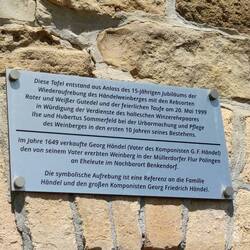 Diese Tafel entstand aus Anlass des 15-jährigen Jubiläums der
Wiederaufrebung des Händelweinberges mit den Rebsorten
Roter und Weißer Gutedel und der feierlichen Taufe am 20. Mai 1999
in Würdigung der Verdienste des halleschen Winzerehepaares
Ilse und Hubertus Sommerfeld bei der Urbarmachung und Pflege
des Weinberges in den ersten 10 Jahren seines Bestehens.
Im Jahre 1649 verkaufte Georg Händel (Vater des Komponisten G.F. Händel)
den von seinem Vater ererbten Weinberg in der Müllerdorfer Flur Polingen
an Eheleute im Nachbarort Benkendorf.
Die symbolische Aufrebung ist eine Referenz an die Familie
Händel und den großen Komponisten Georg Friedrich Händel.